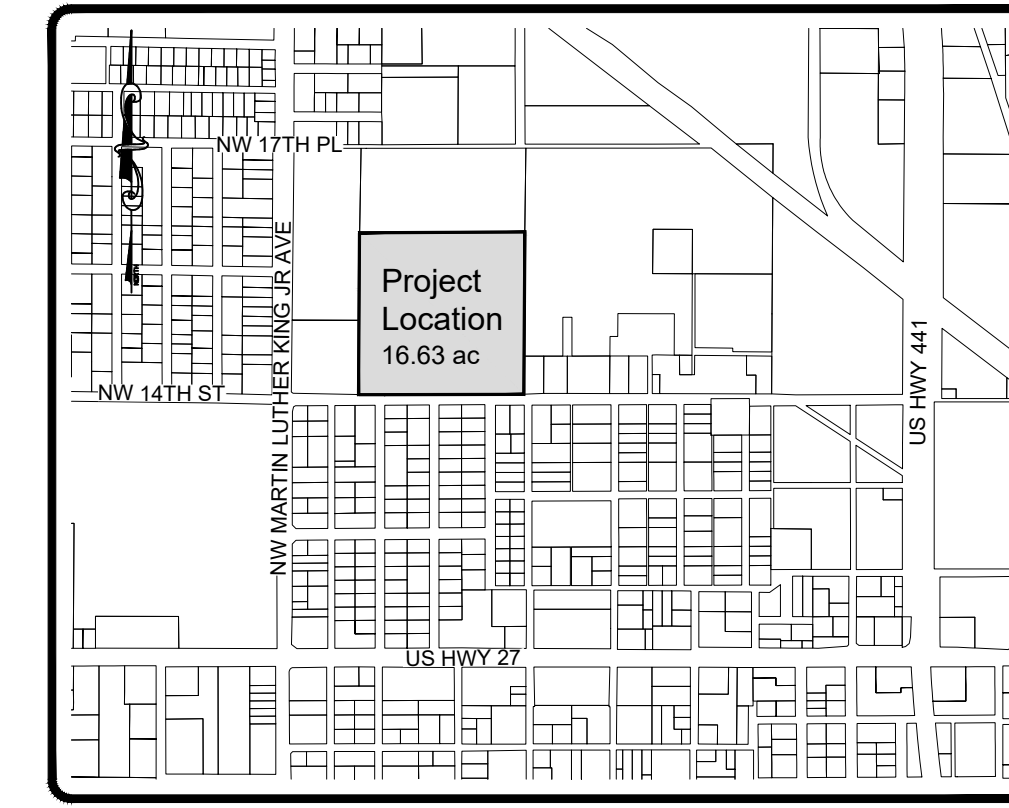 NW 17TH PL
NW MARTIN LUTHER KING JR AVE
Project
Location
16.63 ac
US HWY 441
NW 14TH ST
US HWY 27